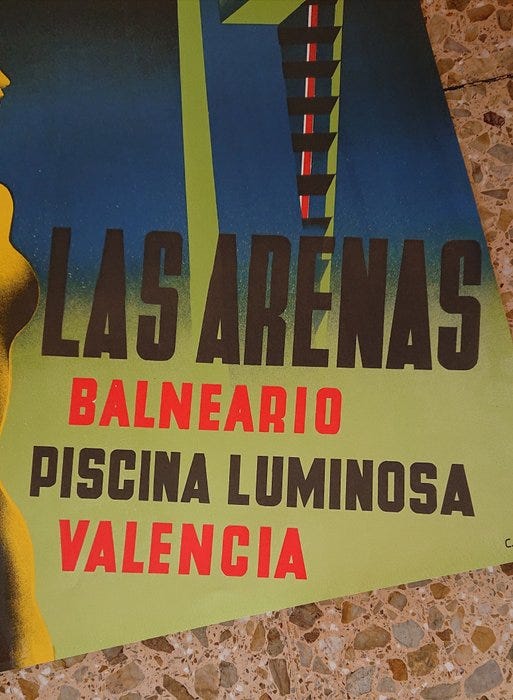 LAS ARENAS
BALNEARIO
PISCINA LUMINOSA
VALENCIA
C.